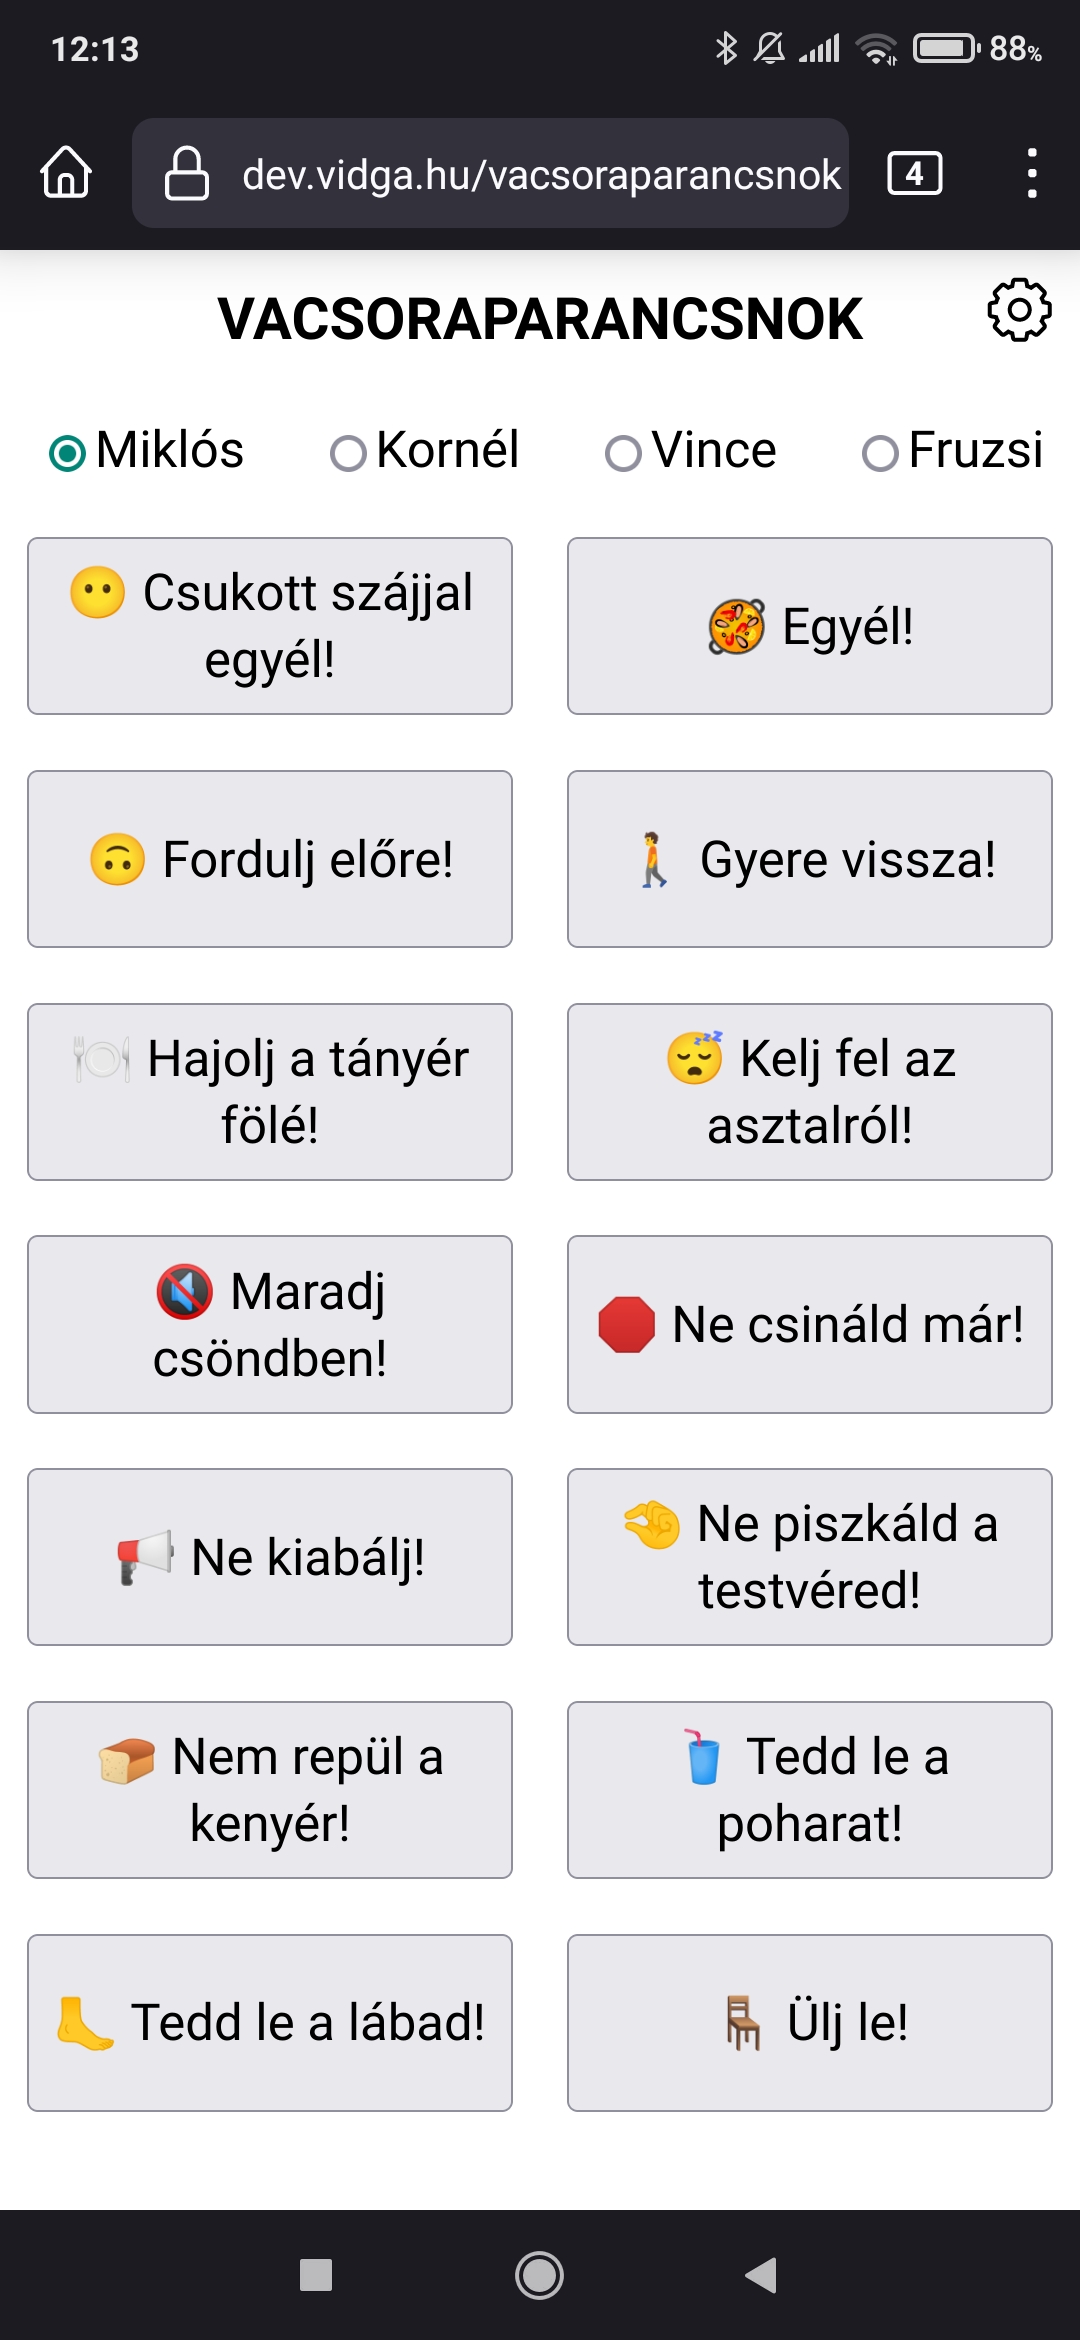 12:13
88%
dev.vidga.hu/vacsoraparancsnok
4
VACSORAPARANCSNOK
Miklós Kornél Vince Fruzsi
Csukott szájjal
egyél!
Egyél!
Fordulj előre!
Gyere vissza!
Hajolj a tányér
fölé!
Kelj fel az
asztalról!
Maradj
csöndben!
Ne csináld már!
Ne kiabálj!
Ne piszkáld a
testvéred!
Nem repül a
kenyér!
Tedd le a
poharat!
Tedd le a lábad!
Ülj le!